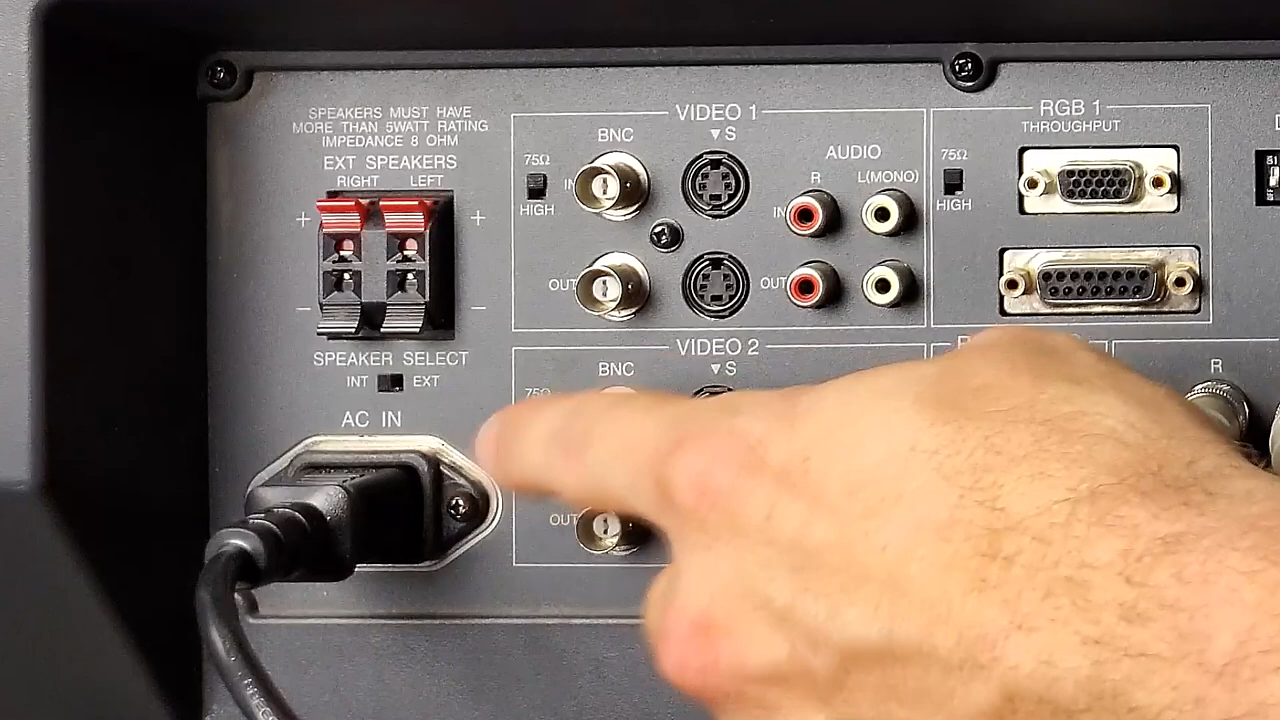 SPEAKERS MUST HAVE
MORE THAN 5WATT RATING
IMPEDANCE 8 OHM
EXT SPEAKERS
RIGHT LEFT
+ +
− −
SPEAKER SELECT
INT EXT
AC IN
VIDEO 1
BNC ▼S
75Ω
HIGH
IN
OUT
AUDIO
R L(MONO)
IN
OUT
VIDEO 2
BNC ▼S
75Ω
OUT
RGB 1
THROUGHPUT
75Ω
HIGH
R